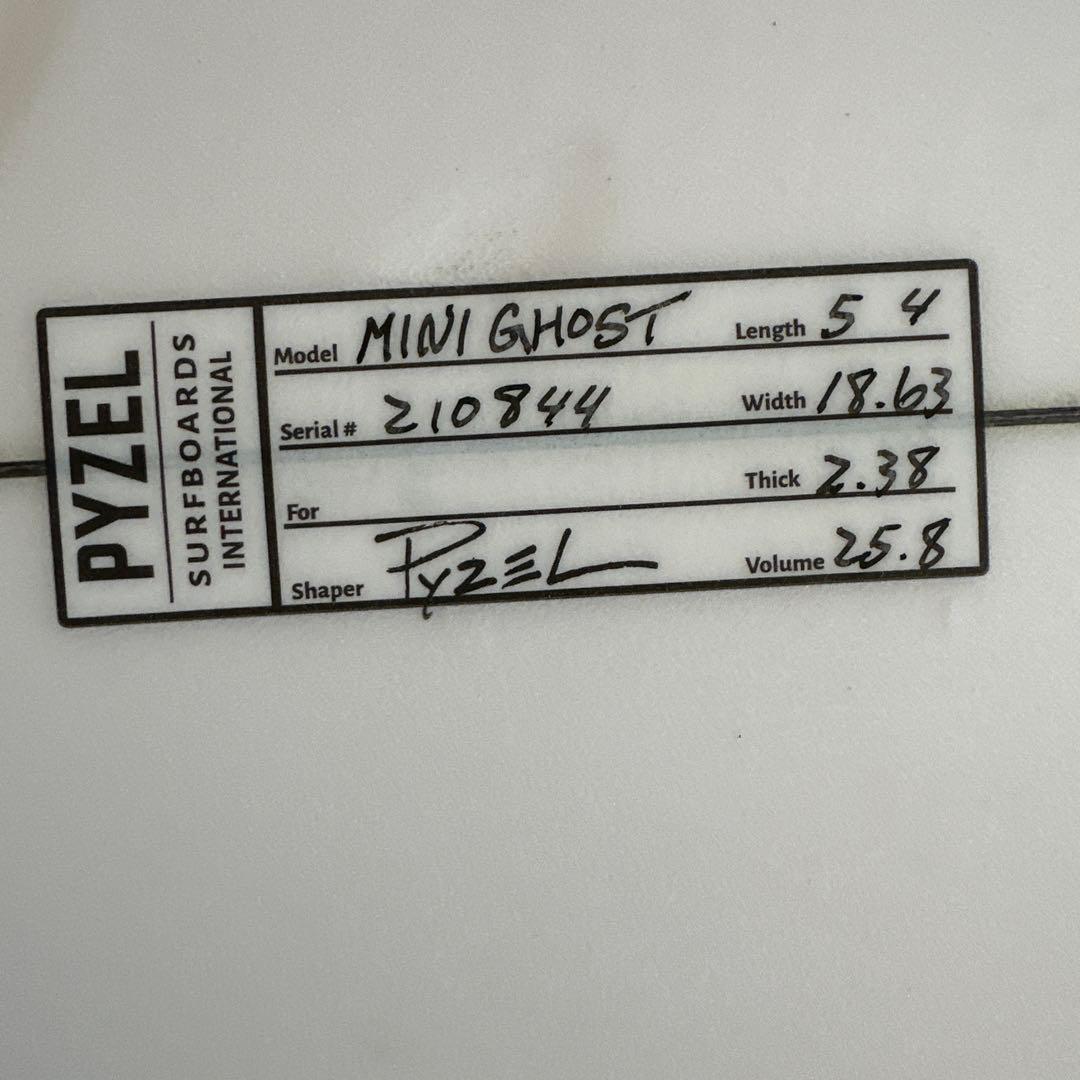 PYZEL
SURFBOARDS
INTERNATIONAL
Model MINI GHOST Length 5 4
Serial # 210844 Width 18.63
For Thick 2.38
Shaper PYZEL Volume 25.8